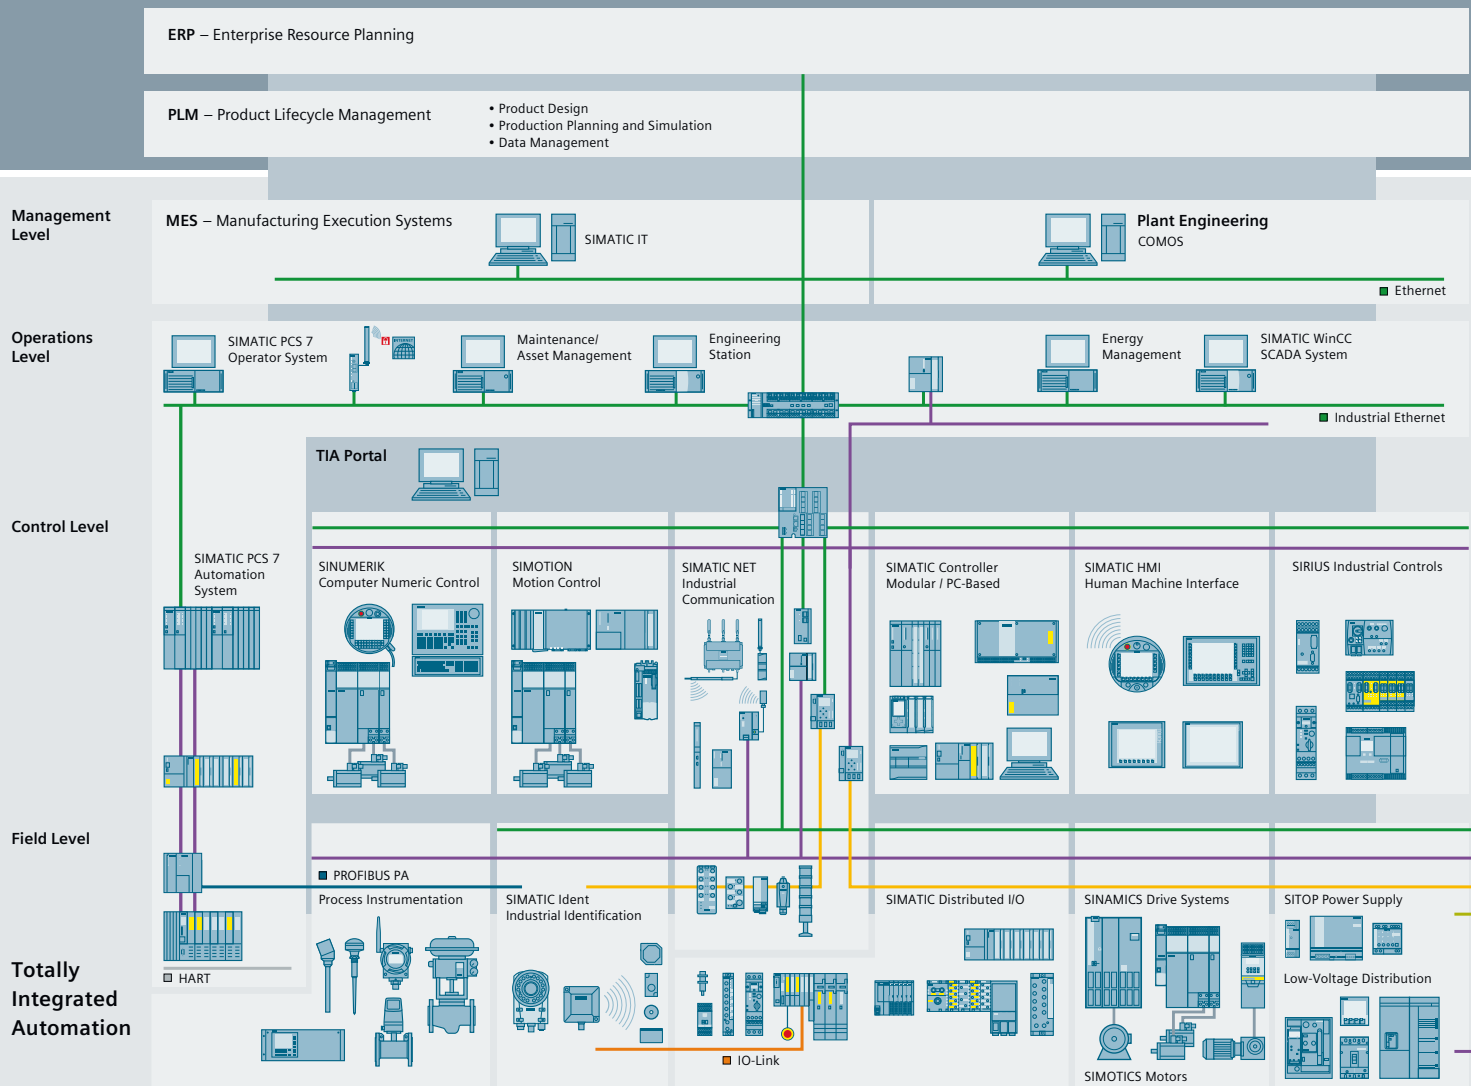 ERP – Enterprise Resource Planning
PLM – Product Lifecycle Management
• Product Design
• Production Planning and Simulation
• Data Management
Management
Level
MES – Manufacturing Execution Systems
SIMATIC IT
Plant Engineering
COMOS
Ethernet
Operations
Level
SIMATIC PCS 7
Operator System
INTERNET
Maintenance/
Asset Management
Engineering
Station
Energy
Management
SIMATIC WinCC
SCADA System
Industrial Ethernet
TIA Portal
Control Level
SIMATIC PCS 7
Automation
System
SINUMERIK
Computer Numeric Control
SIMOTION
Motion Control
SIMATIC NET
Industrial
Communication
SIMATIC Controller
Modular / PC-Based
SIMATIC HMI
Human Machine Interface
SIRIUS Industrial Controls
Field Level
PROFIBUS PA
Process Instrumentation
SIMATIC Ident
Industrial Identification
SIMATIC Distributed I/O
SINAMICS Drive Systems
SITOP Power Supply
Totally
Integrated
Automation
HART
Low-Voltage Distribution
IO-Link
SIMOTICS Motors